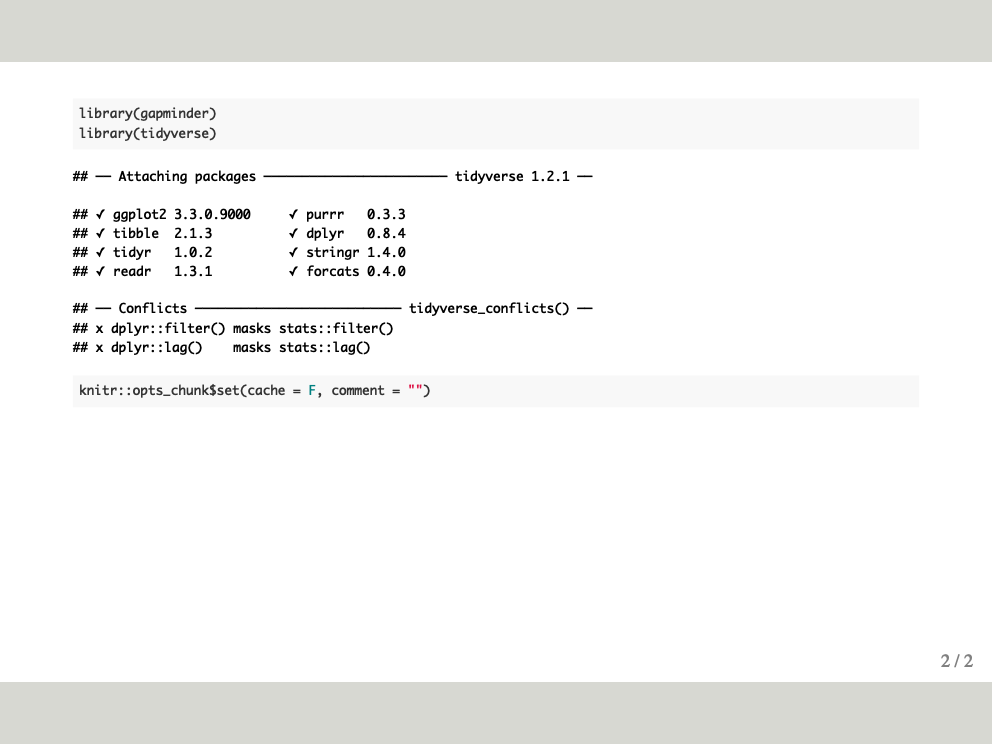 library(gapminder)
library(tidyverse)
## ── Attaching packages ──────────────────────── tidyverse 1.2.1 ──
## ✓ ggplot2 3.3.0.9000     ✓ purrr   0.3.3
## ✓ tibble  2.1.3          ✓ dplyr   0.8.4
## ✓ tidyr   1.0.2          ✓ stringr 1.4.0
## ✓ readr   1.3.1          ✓ forcats 0.4.0
## ── Conflicts ─────────────────────────── tidyverse_conflicts() ──
## x dplyr::filter() masks stats::filter()
## x dplyr::lag()    masks stats::lag()
knitr::opts_chunk$set(cache = F, comment = "")
2 / 2